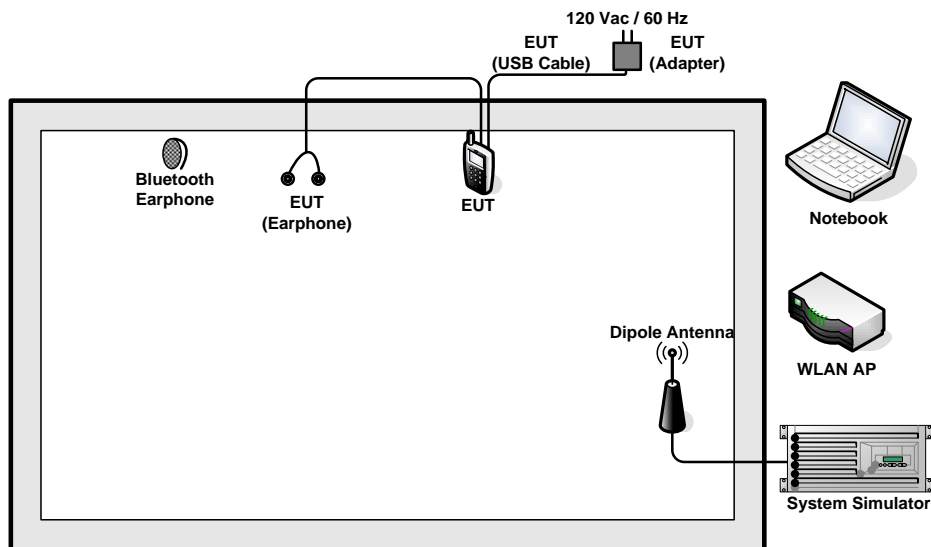 120 Vac / 60 Hz
EUT
(USB Cable)
EUT
(Adapter)
Bluetooth
Earphone
EUT
(Earphone)
EUT
Notebook
Dipole Antenna
WLAN AP
System Simulator